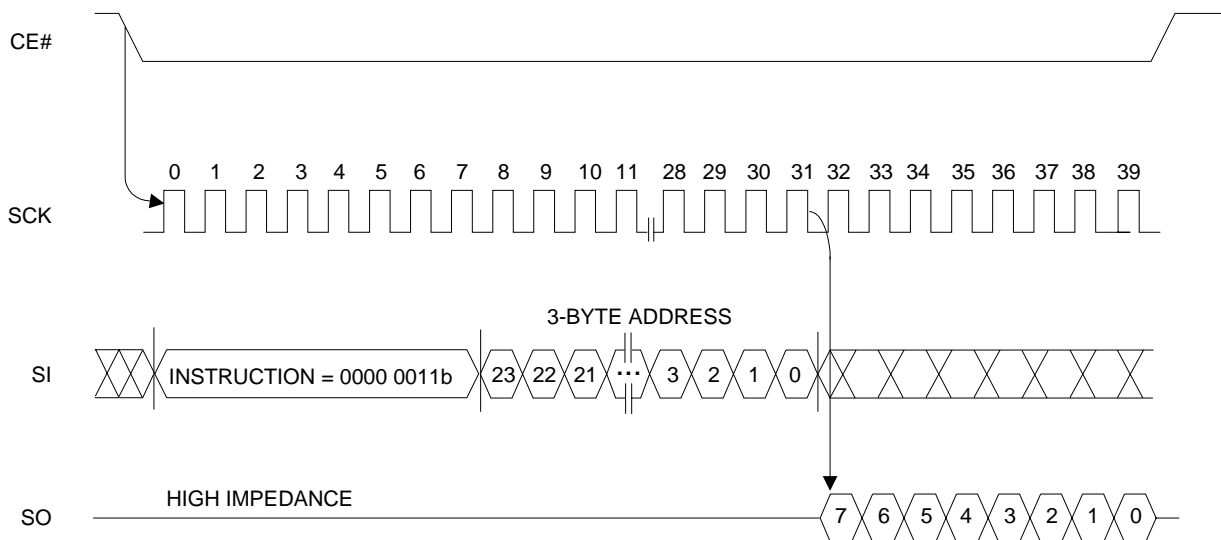 CE#
0 1 2 3 4 5 6 7 8 9 10 11 28 29 30 31 32 33 34 35 36 37 38 39
SCK
3-BYTE ADDRESS
SI INSTRUCTION = 0000 0011b 23 22 21 ... 3 2 1 0
HIGH IMPEDANCE
SO 7 6 5 4 3 2 1 0